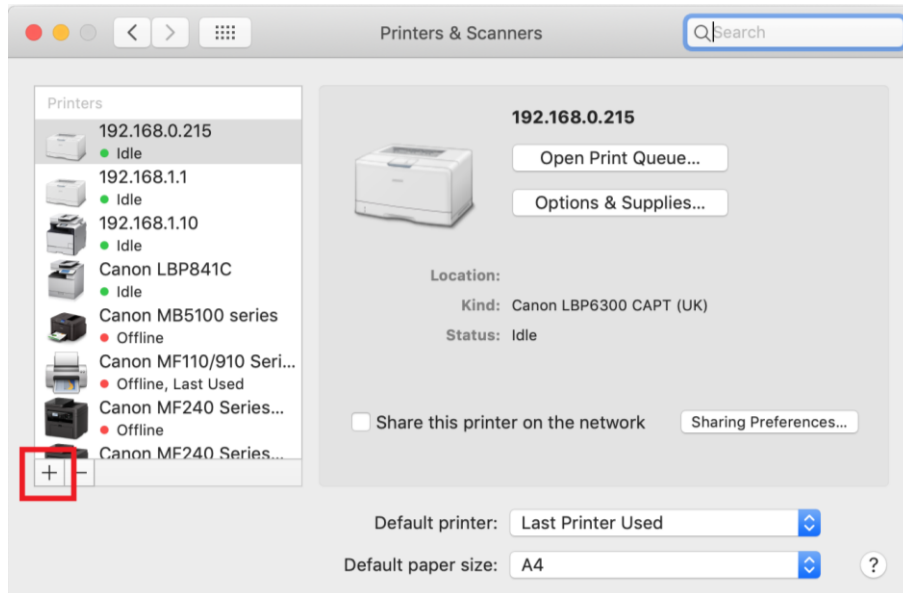 Printers & Scanners
Search
Printers
192.168.0.215
Idle
192.168.1.1
Idle
192.168.1.10
Idle
Canon LBP841C
Idle
Canon MB5100 series
Offline
Canon MF110/910 Seri...
Offline, Last Used
Canon MF240 Series...
Offline
Canon MF240 Series...
+ −
192.168.0.215
Open Print Queue...
Options & Supplies...
Location:
Kind: Canon LBP6300 CAPT (UK)
Status: Idle
Share this printer on the network
Sharing Preferences...
Default printer: Last Printer Used
Default paper size: A4
?